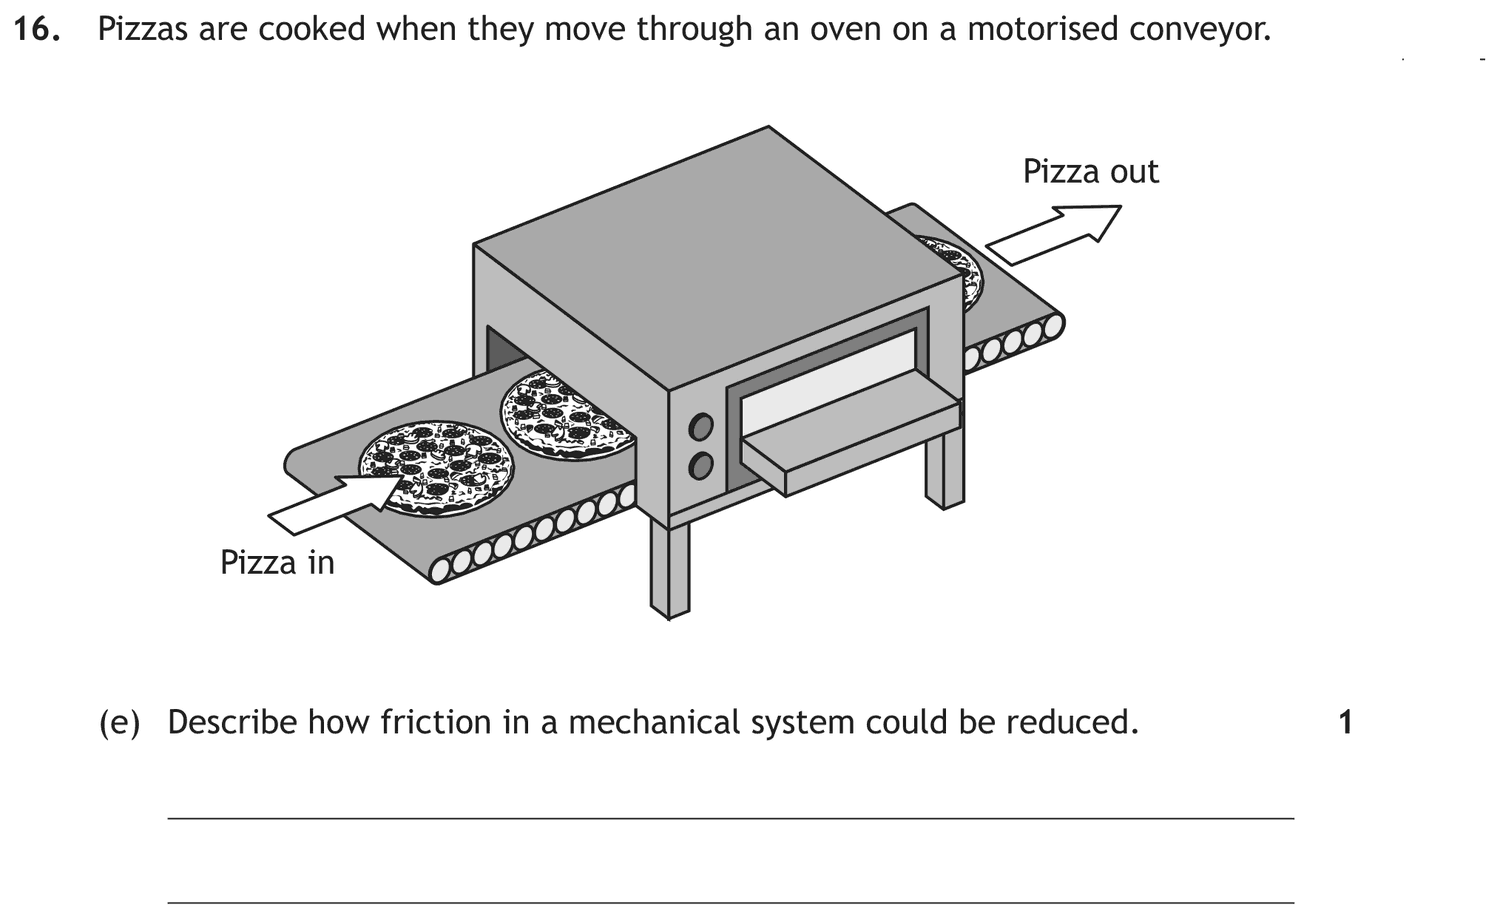 16. Pizzas are cooked when they move through an oven on a motorised conveyor.
Pizza out
Pizza in
(e) Describe how friction in a mechanical system could be reduced. 1